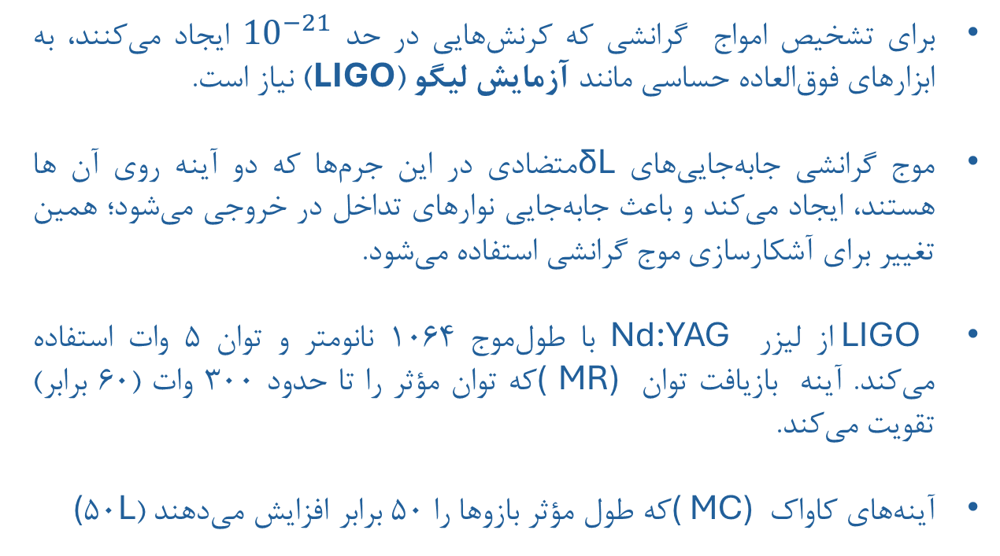 • برای تشخیص امواج گرانشی که کرنش‌هایی در حد 10⁻²¹ ایجاد می‌کنند، به
ابزارهای فوق‌العاده حساسی مانند آزمایش لیگو (LIGO) نیاز است.
• موج گرانشی جابه‌جایی‌های δLمتضادی در این جرم‌ها که دو آینه روی آن ها
هستند، ایجاد می‌کند و باعث جابه‌جایی نوارهای تداخل در خروجی می‌شود؛ همین
تغییر برای آشکارسازی موج گرانشی استفاده می‌شود.
• LIGO از لیزر Nd:YAG با طول‌موج ۱۰۶۴ نانومتر و توان ۵ وات استفاده
می‌کند. آینه بازیافت توان (MR )که توان مؤثر را تا حدود ۳۰۰ وات (۶۰ برابر)
تقویت می‌کند.
• آینه‌های کاواک (MC )که طول مؤثر بازوها را ۵۰ برابر افزایش می‌دهند (۵۰L)